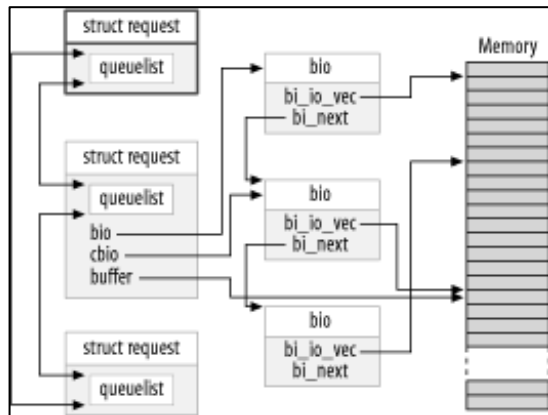 struct request
queuelist
struct request
queuelist
bio
cbio
buffer
struct request
queuelist
bio
bi_io_vec
bi_next
bio
bi_io_vec
bi_next
bio
bi_io_vec
bi_next
Memory